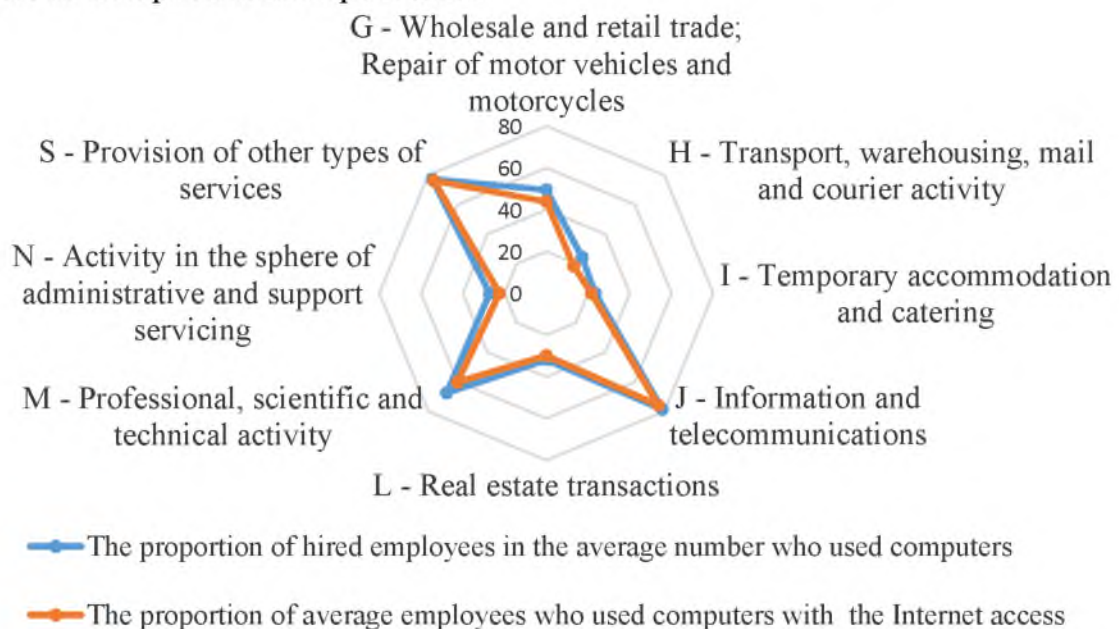 G - Wholesale and retail trade;
Repair of motor vehicles and
motorcycles
80
60
40
20
0
H - Transport, warehousing, mail
and courier activity
I - Temporary accommodation
and catering
J - Information and
telecommunications
L - Real estate transactions
M - Professional, scientific and
technical activity
N - Activity in the sphere of
administrative and support
servicing
S - Provision of other types of
services
The proportion of hired employees in the average number who used computers
The proportion of average employees who used computers with the Internet access